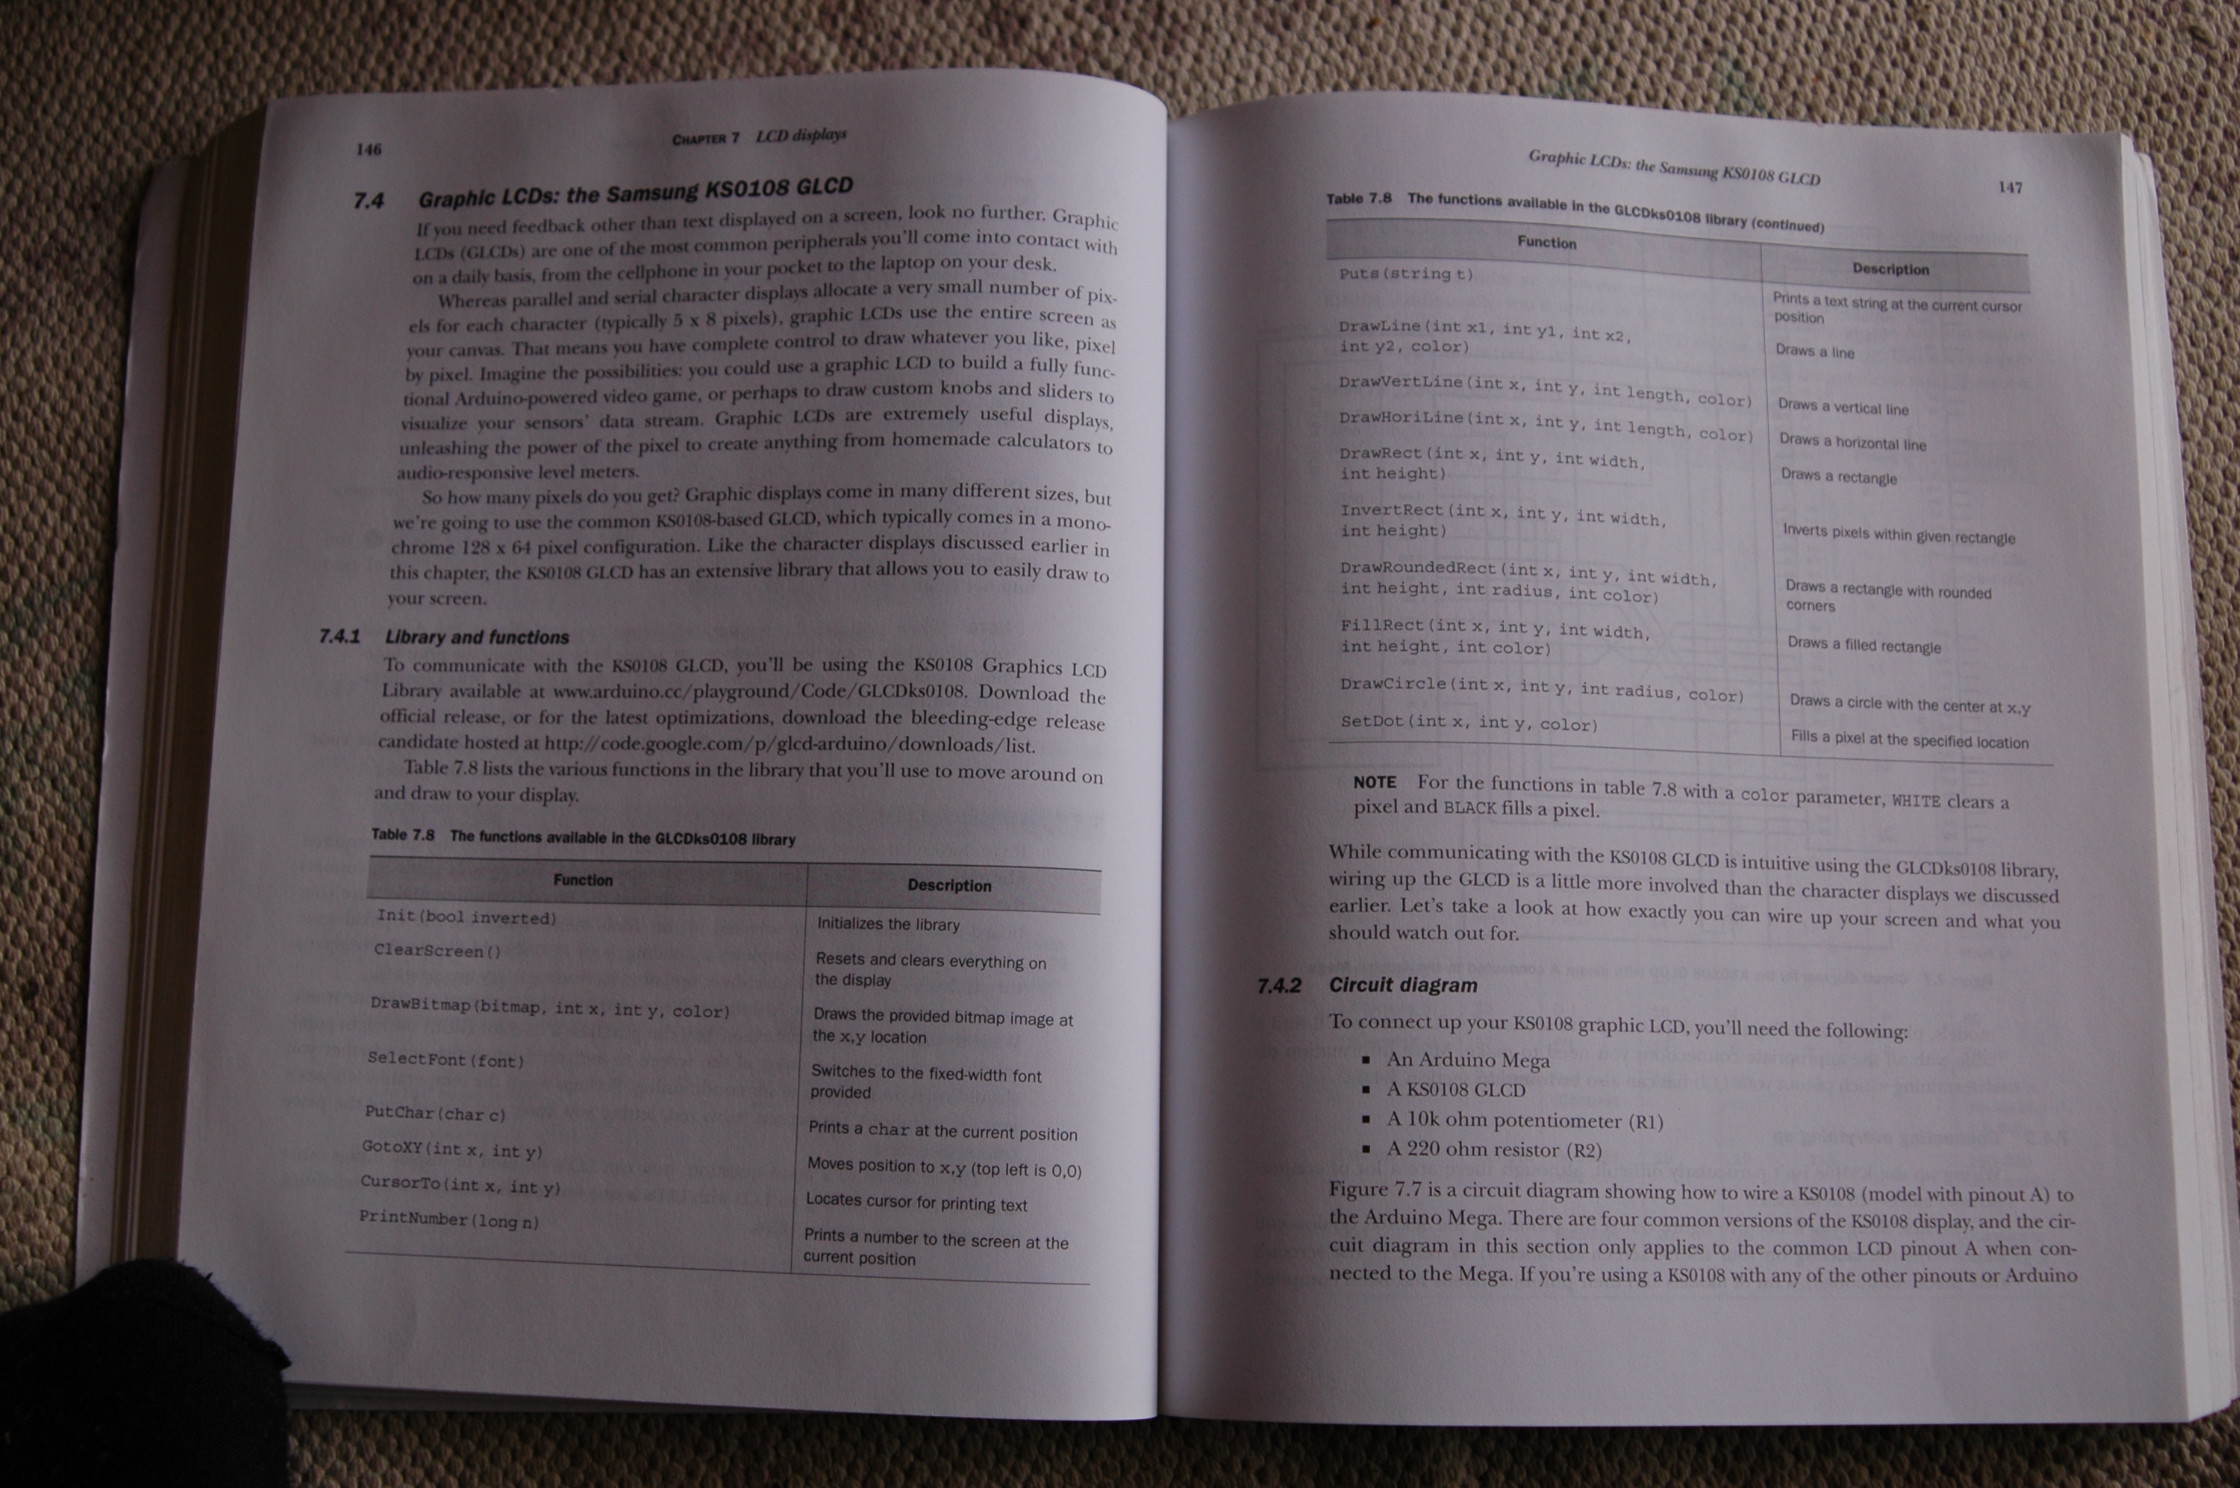 146
CHAPTER 7 LCD displays
7.4 Graphic LCDs: the Samsung KS0108 GLCD
If you need feedback other than text displayed on a screen, look no further. Graphic
LCDs (GLCDs) are one of the most common peripherals you'll come into contact with
on a daily basis, from the cellphone in your pocket to the laptop on your desk.
Whereas parallel and serial character displays allocate a very small number of pix-
els for each character (typically 5 x 8 pixels), graphic LCDs use the entire screen as
your canvas. That means you have complete control to draw whatever you like, pixel
by pixel. Imagine the possibilities: you could use a graphic LCD to build a fully func-
tional Arduino-powered video game, or perhaps to draw custom knobs and sliders to
visualize your sensors' data stream. Graphic LCDs are extremely useful displays,
unleashing the power of the pixel to create anything from homemade calculators to
audio-responsive level meters.
So how many pixels do you get? Graphic displays come in many different sizes, but
we're going to use the common KS0108-based GLCD, which typically comes in a mono-
chrome 128 x 64 pixel configuration. Like the character displays discussed earlier in
this chapter, the KS0108 GLCD has an extensive library that allows you to easily draw to
your screen.
7.4.1 Library and functions
To communicate with the KS0108 GLCD, you'll be using the KS0108 Graphics LCD
Library available at www.arduino.cc/playground/Code/GLCDks0108. Download the
official release, or for the latest optimizations, download the bleeding-edge release
candidate hosted at http://code.google.com/p/glcd-arduino/downloads/list.
Table 7.8 lists the various functions in the library that you'll use to move around on
and draw to your display.
Table 7.8 The functions available in the GLCDks0108 library
Function Description
Init(bool inverted) Initializes the library
ClearScreen() Resets and clears everything on
the display
DrawBitmap(bitmap, int x, int y, color) Draws the provided bitmap image at
the x,y location
SelectFont(font) Switches to the fixed-width font
provided
PutChar(char c) Prints a char at the current position
GotoXY(int x, int y) Moves position to x,y (top left is 0,0)
CursorTo(int x, int y) Locates cursor for printing text
PrintNumber(long n) Prints a number to the screen at the
current position
Graphic LCDs: the Samsung KS0108 GLCD
147
Table 7.8 The functions available in the GLCDks0108 library (continued)
Function Description
Puts(string t) Prints a text string at the current cursor
position
DrawLine(int x1, int y1, int x2, Draws a line
int y2, color)
DrawVertLine(int x, int y, int length, color) Draws a vertical line
DrawHoriLine(int x, int y, int length, color) Draws a horizontal line
DrawRect(int x, int y, int width, Draws a rectangle
int height)
InvertRect(int x, int y, int width, Inverts pixels within given rectangle
int height)
DrawRoundedRect(int x, int y, int width, Draws a rectangle with rounded
int height, int radius, int color) corners
FillRect(int x, int y, int width, Draws a filled rectangle
int height, int color)
DrawCircle(int x, int y, int radius, color) Draws a circle with the center at x,y
SetDot(int x, int y, color) Fills a pixel at the specified location
NOTE For the functions in table 7.8 with a color parameter, WHITE clears a
pixel and BLACK fills a pixel.
While communicating with the KS0108 GLCD is intuitive using the GLCDks0108 library,
wiring up the GLCD is a little more involved than the character displays we discussed
earlier. Let's take a look at how exactly you can wire up your screen and what you
should watch out for.
7.4.2 Circuit diagram
To connect up your KS0108 graphic LCD, you'll need the following:
■ An Arduino Mega
■ A KS0108 GLCD
■ A 10k ohm potentiometer (R1)
■ A 220 ohm resistor (R2)
Figure 7.7 is a circuit diagram showing how to wire a KS0108 (model with pinout A) to
the Arduino Mega. There are four common versions of the KS0108 display, and the cir-
cuit diagram in this section only applies to the common LCD pinout A when con-
nected to the Mega. If you're using a KS0108 with any of the other pinouts or Arduino